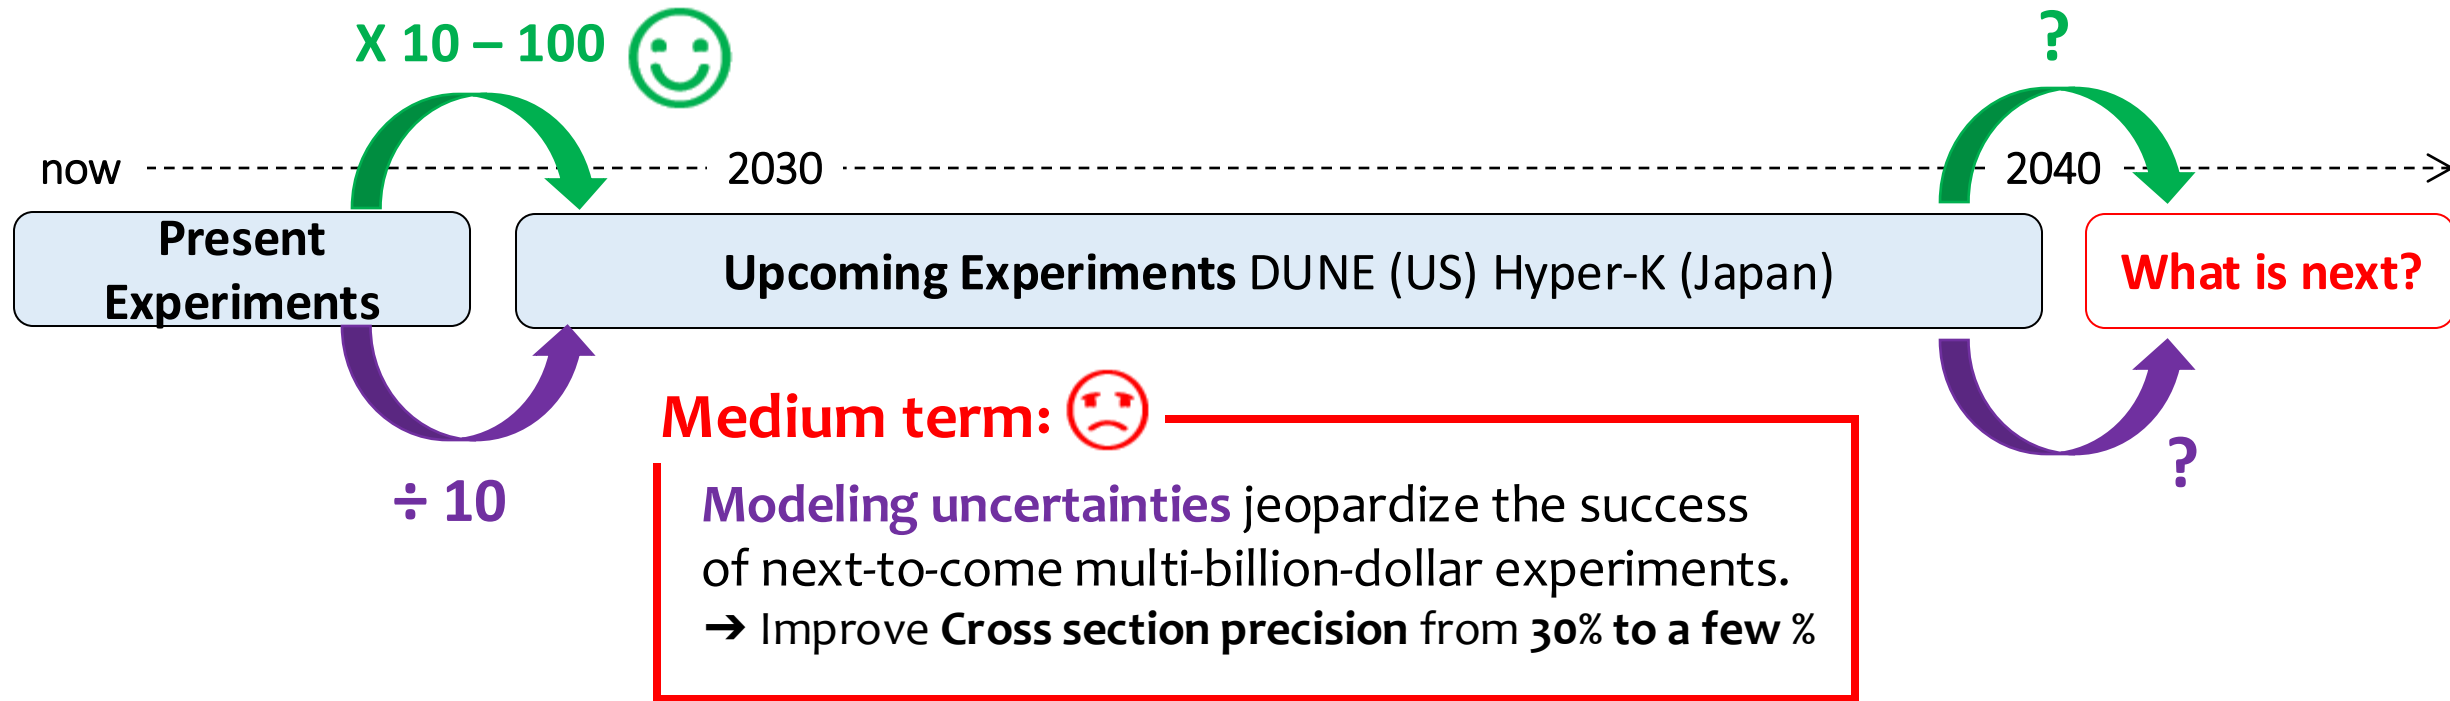 X 10 – 100
?
now
2030
2040
Present
Experiments
Upcoming Experiments DUNE (US) Hyper-K (Japan)
What is next?
÷ 10
?
Medium term:
Modeling uncertainties jeopardize the success
of next-to-come multi-billion-dollar experiments.
➔ Improve Cross section precision from 30% to a few %